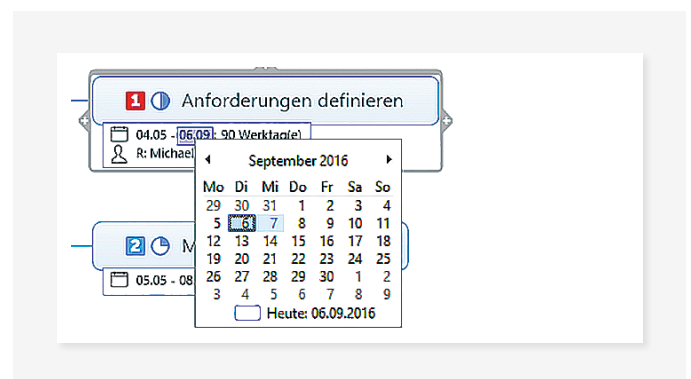 1 Anforderungen definieren
04.05 - 06.09: 90 Werktag(e)
R: Michael
September 2016
Mo Di Mi Do Fr Sa So
29 30 31 1 2 3 4
5 6 7 8 9 10 11
12 13 14 15 16 17 18
19 20 21 22 23 24 25
26 27 28 29 30 1 2
3 4 5 6 7 8 9
Heute: 06.09.2016
2 M
05.05 - 08